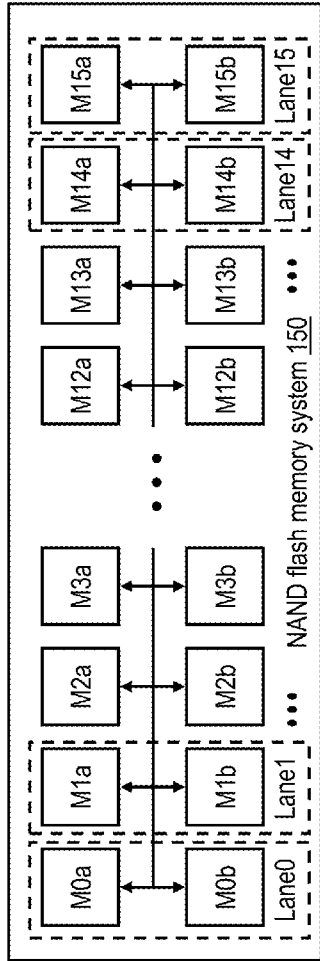 M0a M1a M2a M3a ••• M12a M13a M14a M15a
M0b M1b M2b M3b M12b M13b M14b M15b
Lane0 Lane1 ••• ••• Lane14 Lane15
NAND flash memory system 150